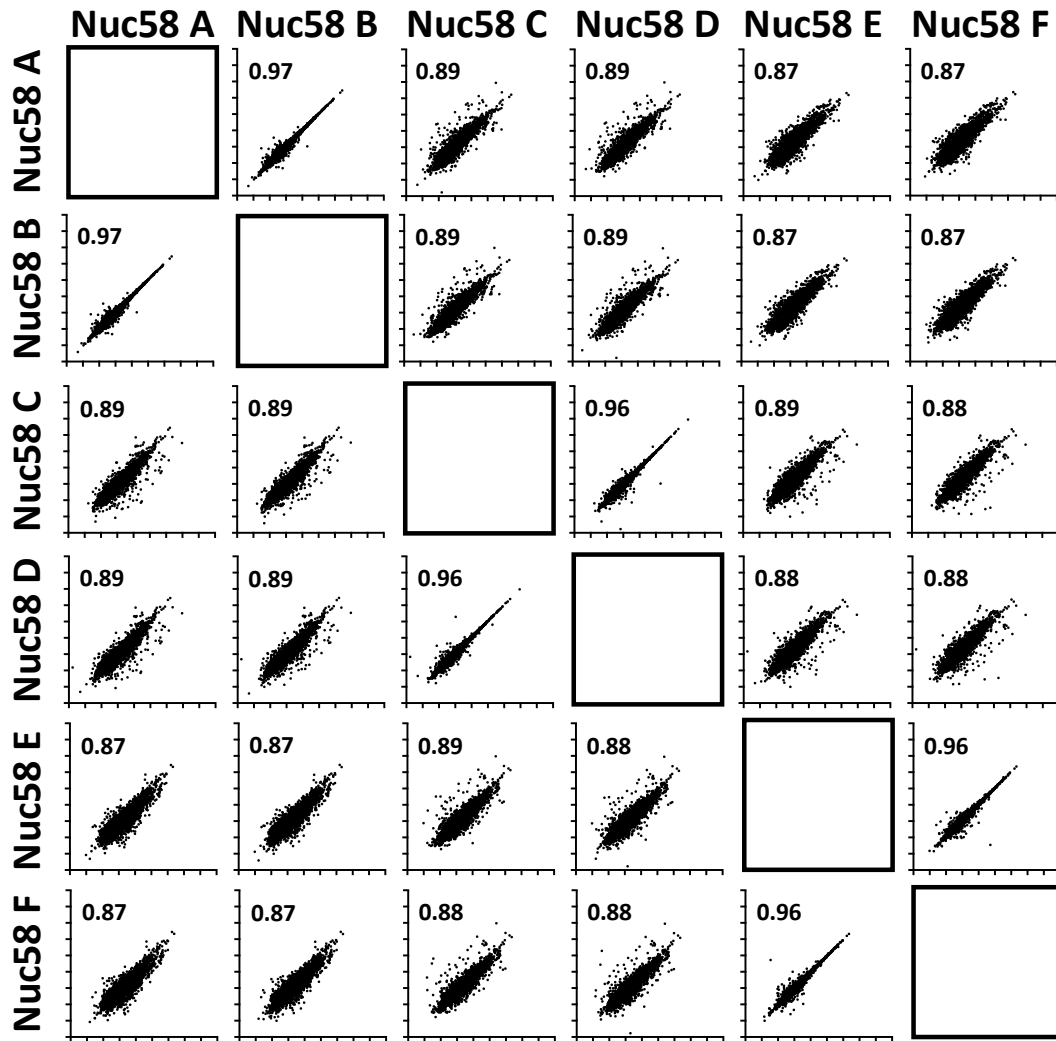 Nuc58 A Nuc58 B Nuc58 C Nuc58 D Nuc58 E Nuc58 F
Nuc58 A
0.97 0.89 0.89 0.87 0.87
Nuc58 B
0.97 0.89 0.89 0.87 0.87
Nuc58 C
0.89 0.89 0.96 0.89 0.88
Nuc58 D
0.89 0.89 0.96 0.88 0.88
Nuc58 E
0.87 0.87 0.89 0.88 0.96
Nuc58 F
0.87 0.87 0.88 0.88 0.96